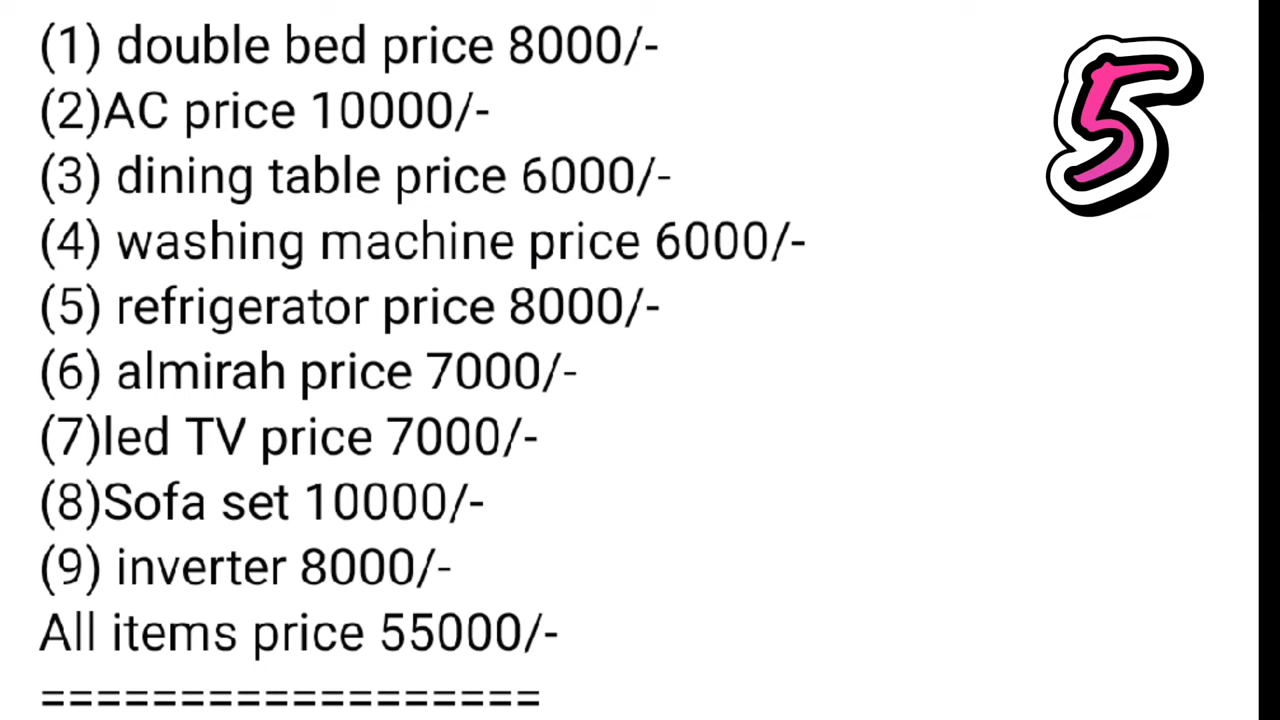 (1) double bed price 8000/-
5
(2)AC price 10000/-
(3) dining table price 6000/-
(4) washing machine price 6000/-
(5) refrigerator price 8000/-
(6) almirah price 7000/-
(7)led TV price 7000/-
(8)Sofa set 10000/-
(9) inverter 8000/-
All items price 55000/-
==================